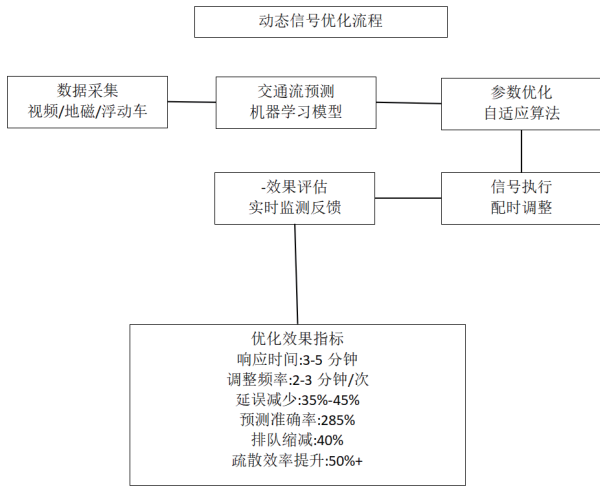 动态信号优化流程
数据采集
视频/地磁/浮动车
交通流预测
机器学习模型
参数优化
自适应算法
-效果评估
实时监测反馈
信号执行
配时调整
优化效果指标
响应时间:3-5 分钟
调整频率:2-3 分钟/次
延误减少:35%-45%
预测准确率:285%
排队缩减:40%
疏散效率提升:50%+